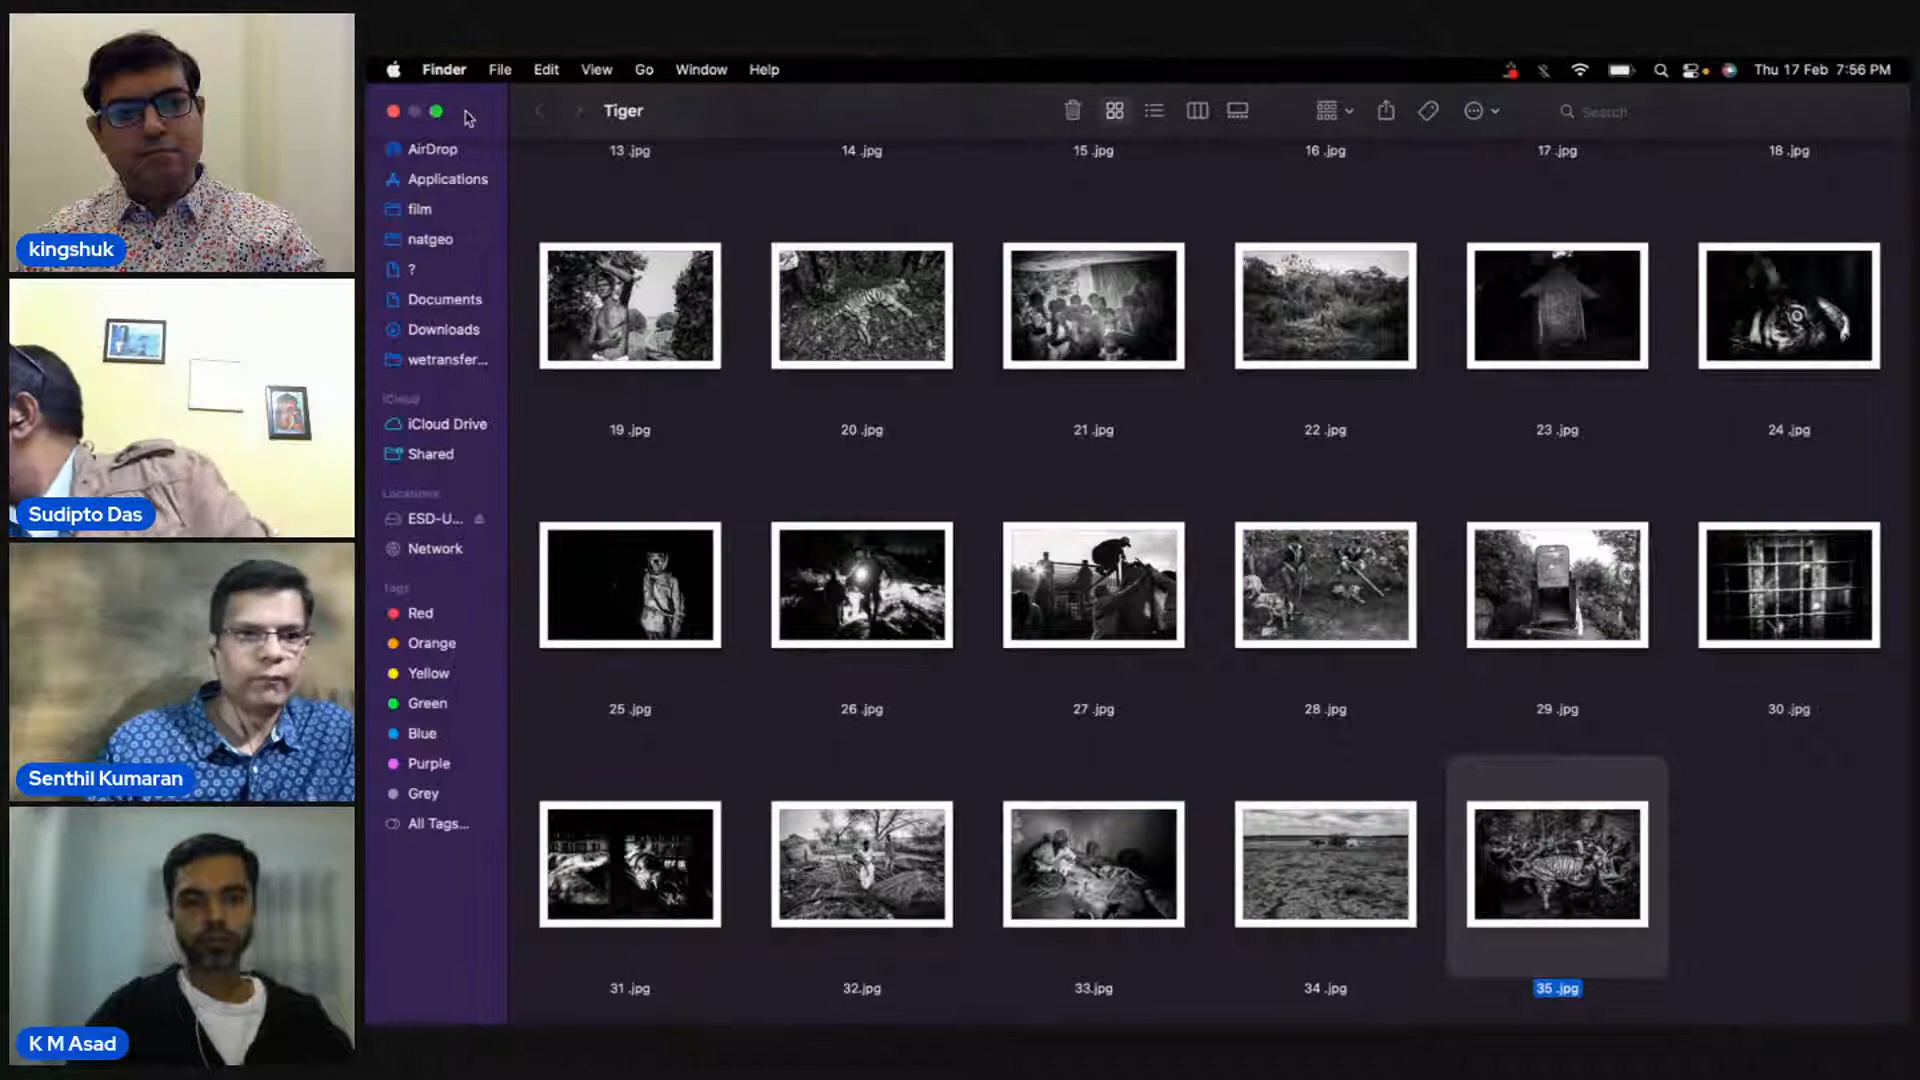 kingshuk
Sudipto Das
Senthil Kumaran
K M Asad
Finder File Edit View Go Window Help
Thu 17 Feb 7:56 PM
Tiger
Search
AirDrop
Applications
film
natgeo
?
Documents
Downloads
wetransfer...
iCloud
iCloud Drive
Shared
Locations
ESD-U...
Network
Tags
Red
Orange
Yellow
Green
Blue
Purple
Grey
All Tags...
13 .jpg 14 .jpg 15 .jpg 16 .jpg 17 .jpg 18 .jpg
19 .jpg 20 .jpg 21 .jpg 22 .jpg 23 .jpg 24 .jpg
25 .jpg 26 .jpg 27 .jpg 28 .jpg 29 .jpg 30 .jpg
31 .jpg 32.jpg 33.jpg 34 .jpg 35 .jpg